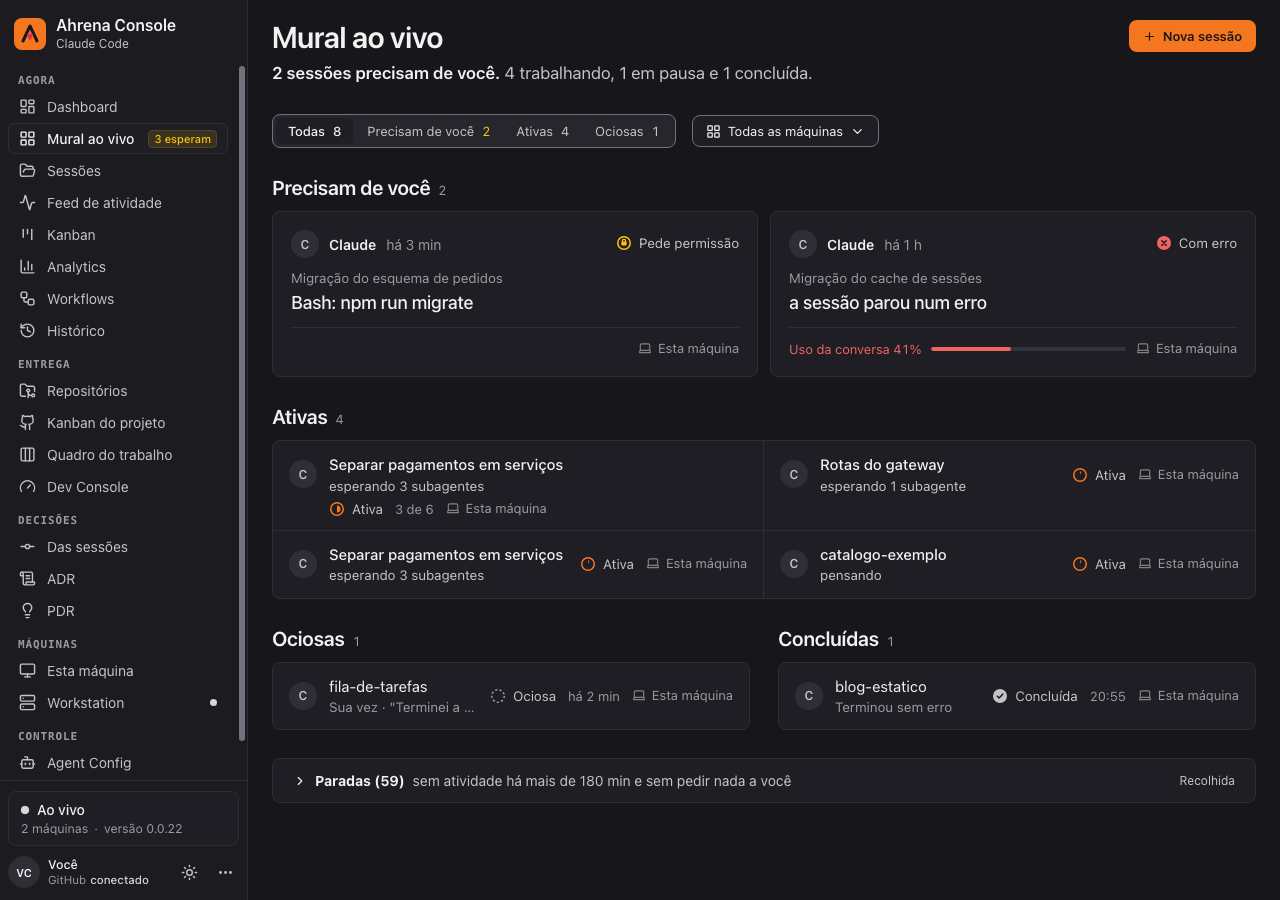 Ahrena Console
Claude Code
AGORA
Dashboard
Mural ao vivo 3 esperam
Sessões
Feed de atividade
Kanban
Analytics
Workflows
Histórico
ENTREGA
Repositórios
Kanban do projeto
Quadro do trabalho
Dev Console
DECISÕES
Das sessões
ADR
PDR
MÁQUINAS
Esta máquina
Workstation
CONTROLE
Agent Config
Ao vivo
2 máquinas · versão 0.0.22
VC
Você
GitHub conectado
Mural ao vivo
+ Nova sessão
2 sessões precisam de você. 4 trabalhando, 1 em pausa e 1 concluída.
Todas 8 Precisam de você 2 Ativas 4 Ociosas 1
Todas as máquinas
Precisam de você 2
C Claude há 3 min Pede permissão
Migração do esquema de pedidos
Bash: npm run migrate
Esta máquina
C Claude há 1 h Com erro
Migração do cache de sessões
a sessão parou num erro
Uso da conversa 41% Esta máquina
Ativas 4
C Separar pagamentos em serviços
esperando 3 subagentes
Ativa 3 de 6 Esta máquina
C Rotas do gateway
esperando 1 subagente
Ativa Esta máquina
C Separar pagamentos em serviços
esperando 3 subagentes
Ativa Esta máquina
C catalogo-exemplo
pensando
Ativa Esta máquina
Ociosas 1
C fila-de-tarefas
Sua vez · "Terminei a ...
Ociosa há 2 min Esta máquina
Concluídas 1
C blog-estatico
Terminou sem erro
Concluída 20:55 Esta máquina
Paradas (59) sem atividade há mais de 180 min e sem pedir nada a você Recolhida